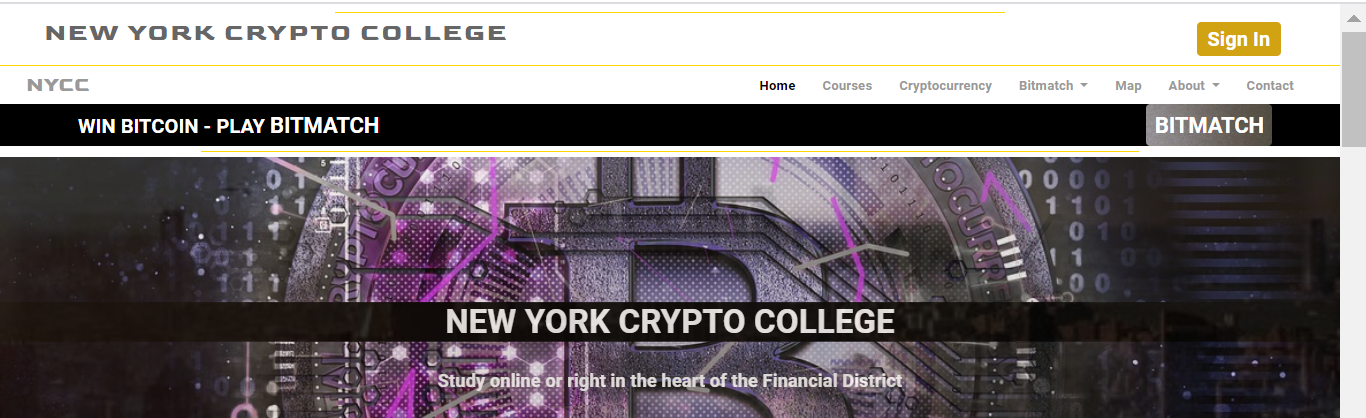 NEW YORK CRYPTO COLLEGE
Sign In
NYCC
Home Courses Cryptocurrency Bitmatch Map About Contact
WIN BITCOIN - PLAY BITMATCH
BITMATCH
NEW YORK CRYPTO COLLEGE
Study online or right in the heart of the Financial District